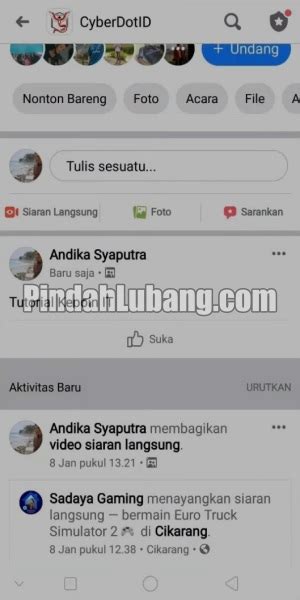 CyberDotID
+ Undang
Nonton Bareng
Foto
Acara
File
A
Tulis sesuatu...
Siaran Langsung
Foto
Sarankan
Andika Syaputra
Baru saja •
Tutorial Kepoin IT
PindahLubang.com
Suka
Aktivitas Baru
URUTKAN
Andika Syaputra membagikan
video siaran langsung.
8 Jan pukul 13.21 •
Sadaya Gaming menayangkan siaran
langsung — bermain Euro Truck
Simulator 2 🎮 di Cikarang.
8 Jan pukul 12.38 • Cikarang •